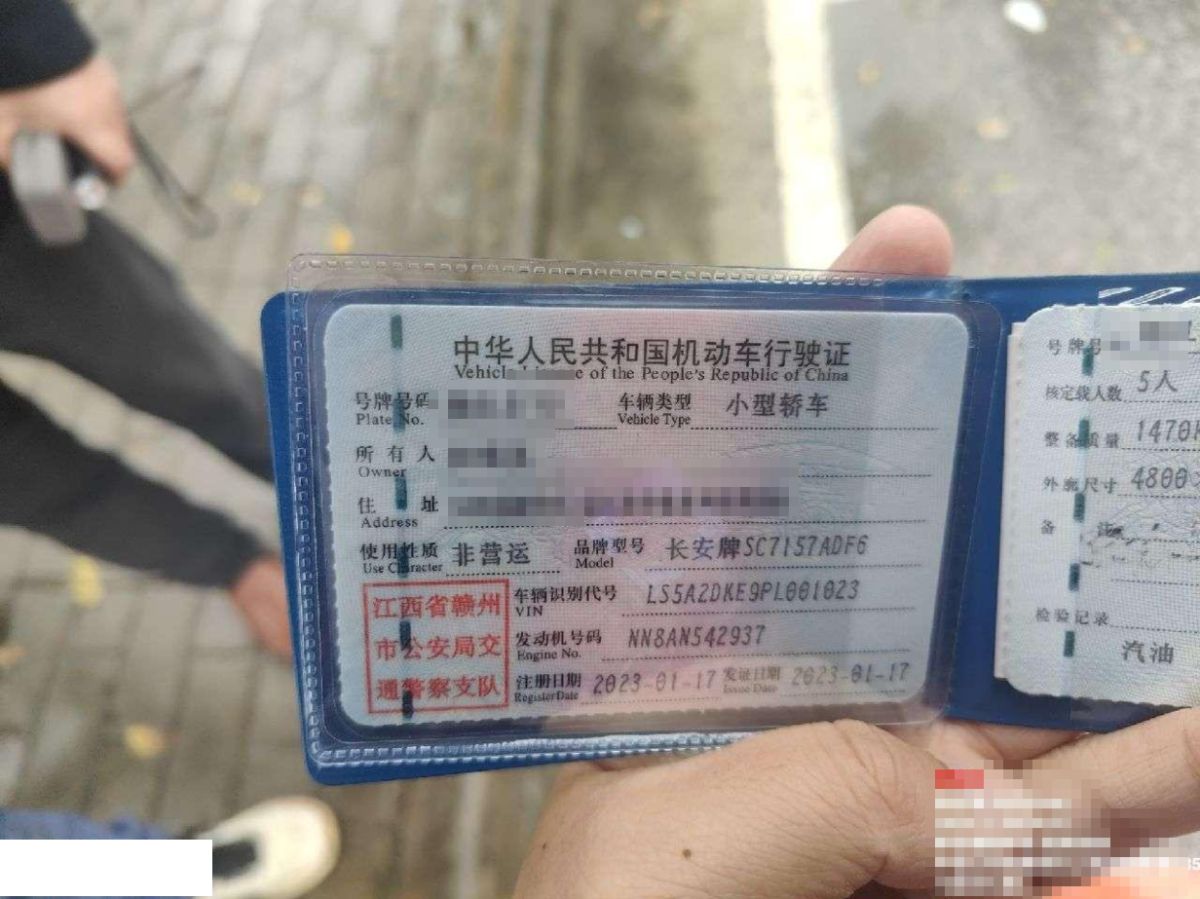 中华人民共和国机动车行驶证
Vehicle License of the People's Republic of China
号牌号码
Plate No.
车辆类型 小型轿车
Vehicle Type
所有人
Owner
住址
Address
使用性质 非营运
Use Character
品牌型号 长安牌SC7157ADF6
Model
江西省赣州
市公安局交
通警察支队
车辆识别代号 LS5A2DKE9PL001023
VIN
发动机号码 NN8AN542937
Engine No.
注册日期 2023-01-17
Register Date
发证日期 2023-01-17
Issue Date
号牌号
核定载人数 5人
整备质量 1470
外廓尺寸 4800
备
检验记录
汽油